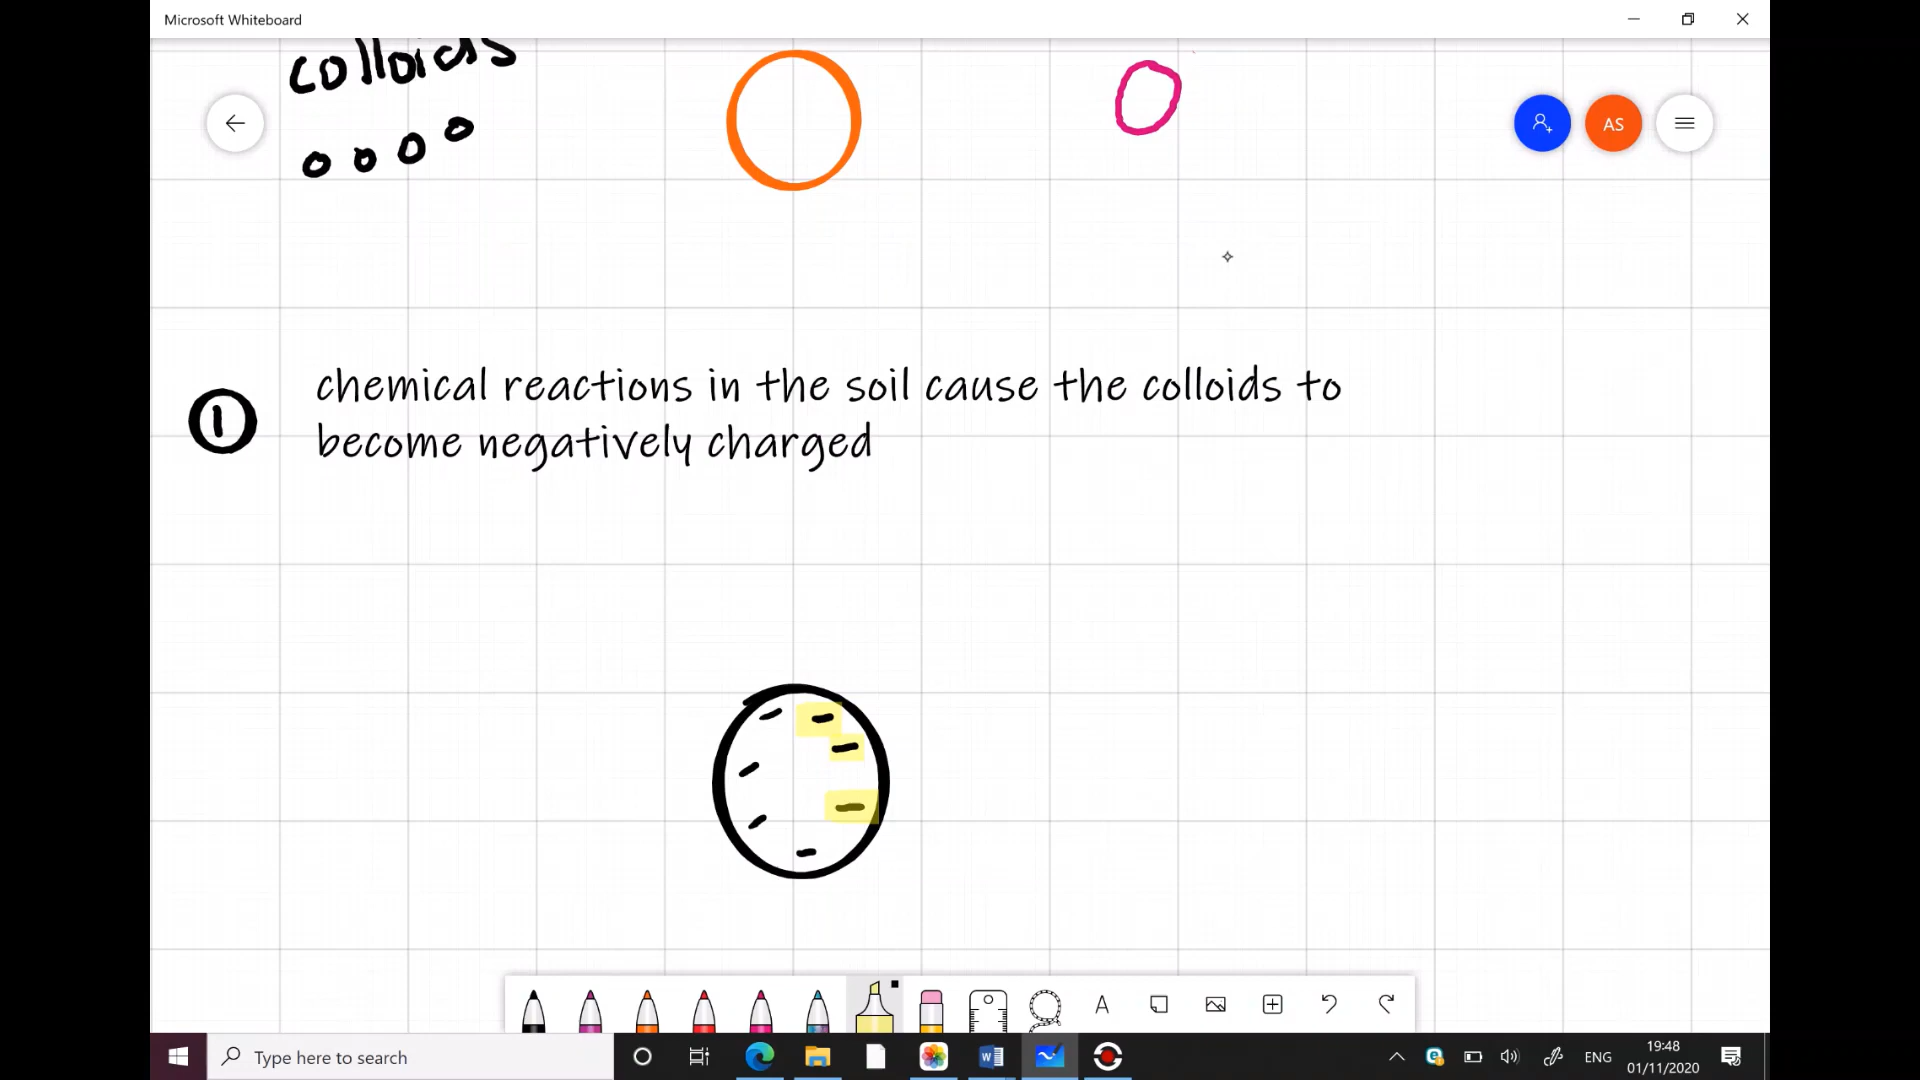 Microsoft Whiteboard
colloids
AS
1
chemical reactions in the soil cause the colloids to
become negatively charged
A
Type here to search
W
ENG
19:48
01/11/2020